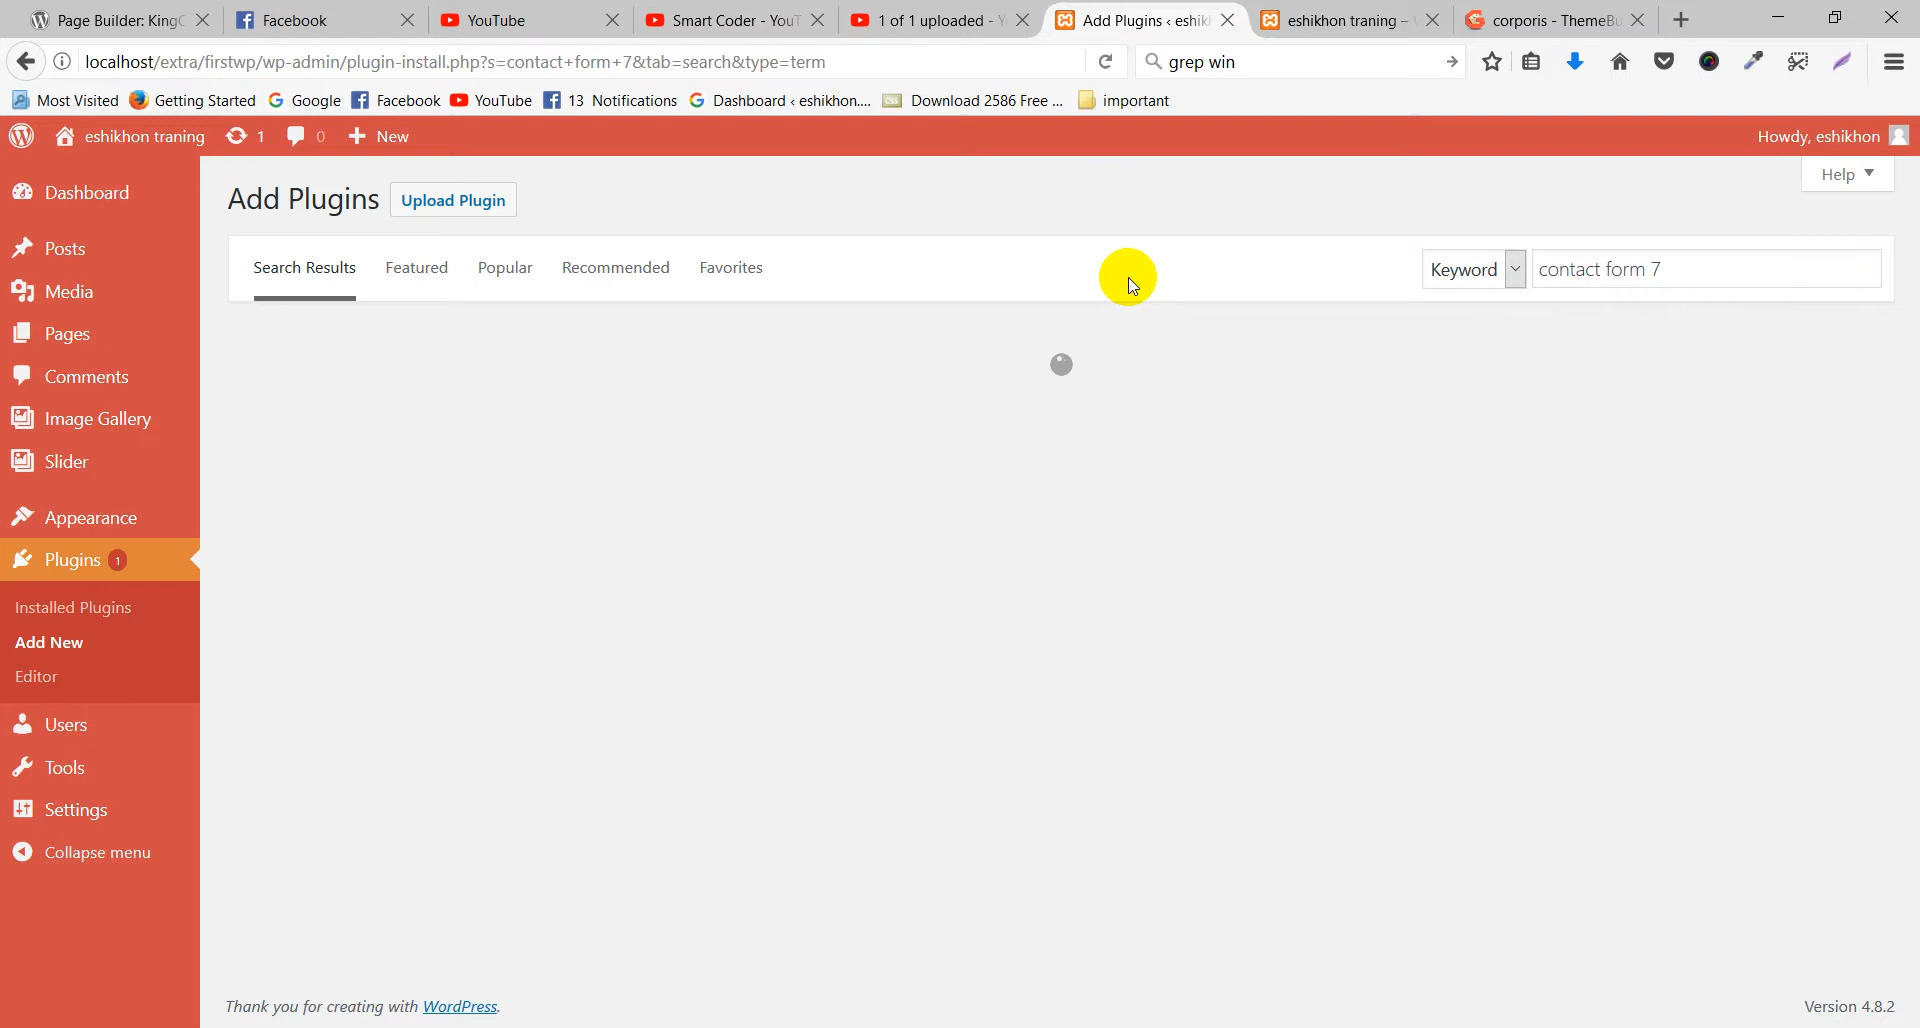 Page Builder: KingC
Facebook
YouTube
Smart Coder - YouT
1 of 1 uploaded - Y
Add Plugins ‹ eshikh
eshikhon traning –
corporis - ThemeBu
localhost/extra/firstwp/wp-admin/plugin-install.php?s=contact+form+7&tab=search&type=term
grep win
Most Visited
Getting Started
Google
Facebook
YouTube
13 Notifications
Dashboard ‹ eshikhon....
CSS
Download 2586 Free ...
important
eshikhon traning
1
0
New
Howdy, eshikhon
Help
Dashboard
Posts
Media
Pages
Comments
Image Gallery
Slider
Appearance
Plugins 1
Installed Plugins
Add New
Editor
Users
Tools
Settings
Collapse menu
Add Plugins
Upload Plugin
Search Results
Featured
Popular
Recommended
Favorites
Keyword
contact form 7
Thank you for creating with WordPress.
Version 4.8.2